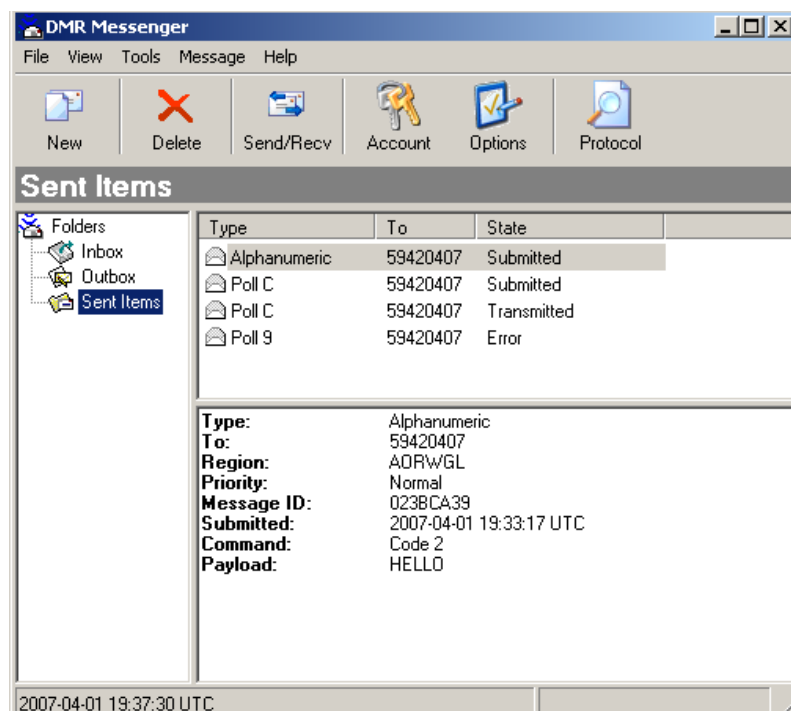 DMR Messenger
File View Tools Message Help
New Delete Send/Recv Account Options Protocol
Sent Items
Folders
Inbox
Outbox
Sent Items
Type To State
Alphanumeric 59420407 Submitted
Poll C 59420407 Submitted
Poll C 59420407 Transmitted
Poll 9 59420407 Error
Type: Alphanumeric
To: 59420407
Region: AORWGL
Priority: Normal
Message ID: 023BCA39
Submitted: 2007-04-01 19:33:17 UTC
Command: Code 2
Payload: HELLO
2007-04-01 19:37:30 UTC